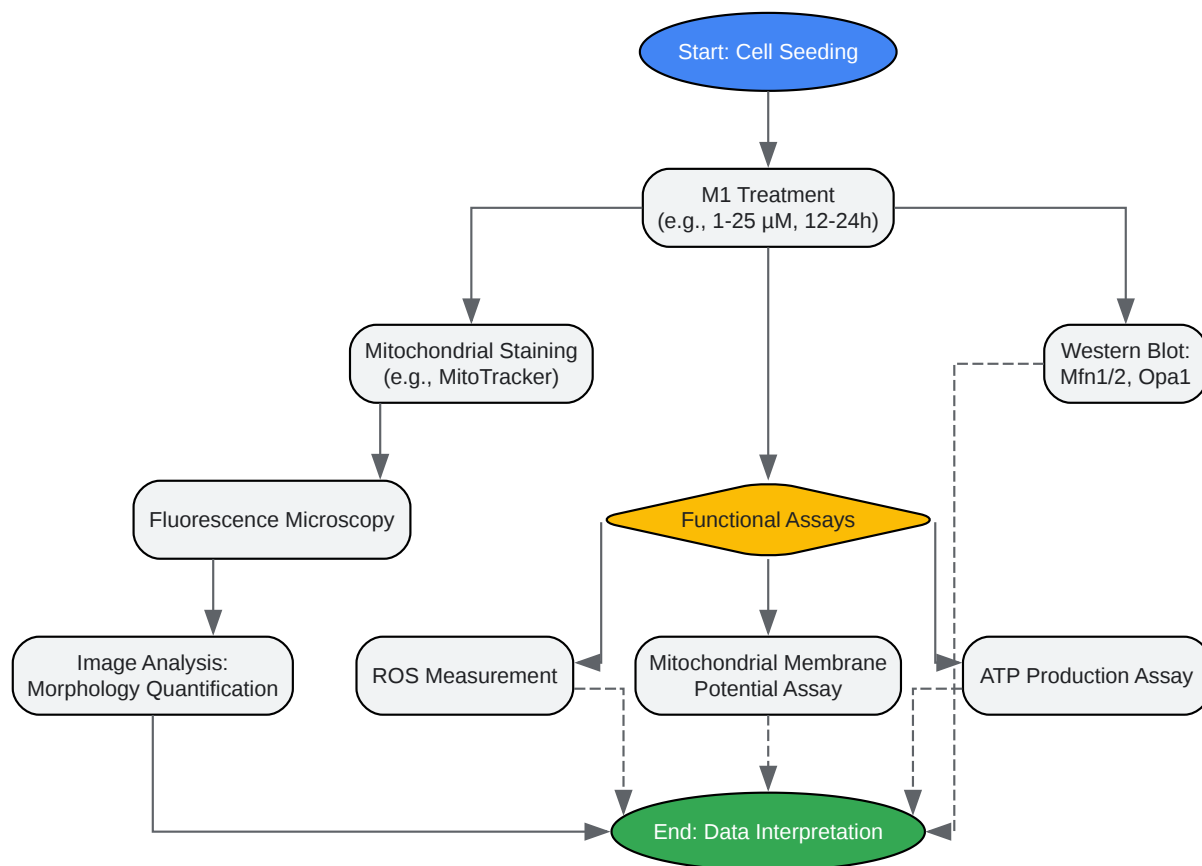 Start: Cell Seeding
M1 Treatment
(e.g., 1-25 µM, 12-24h)
Mitochondrial Staining
(e.g., MitoTracker)
Western Blot:
Mfn1/2, Opa1
Fluorescence Microscopy
Functional Assays
Image Analysis:
Morphology Quantification
ROS Measurement
Mitochondrial Membrane
Potential Assay
ATP Production Assay
End: Data Interpretation